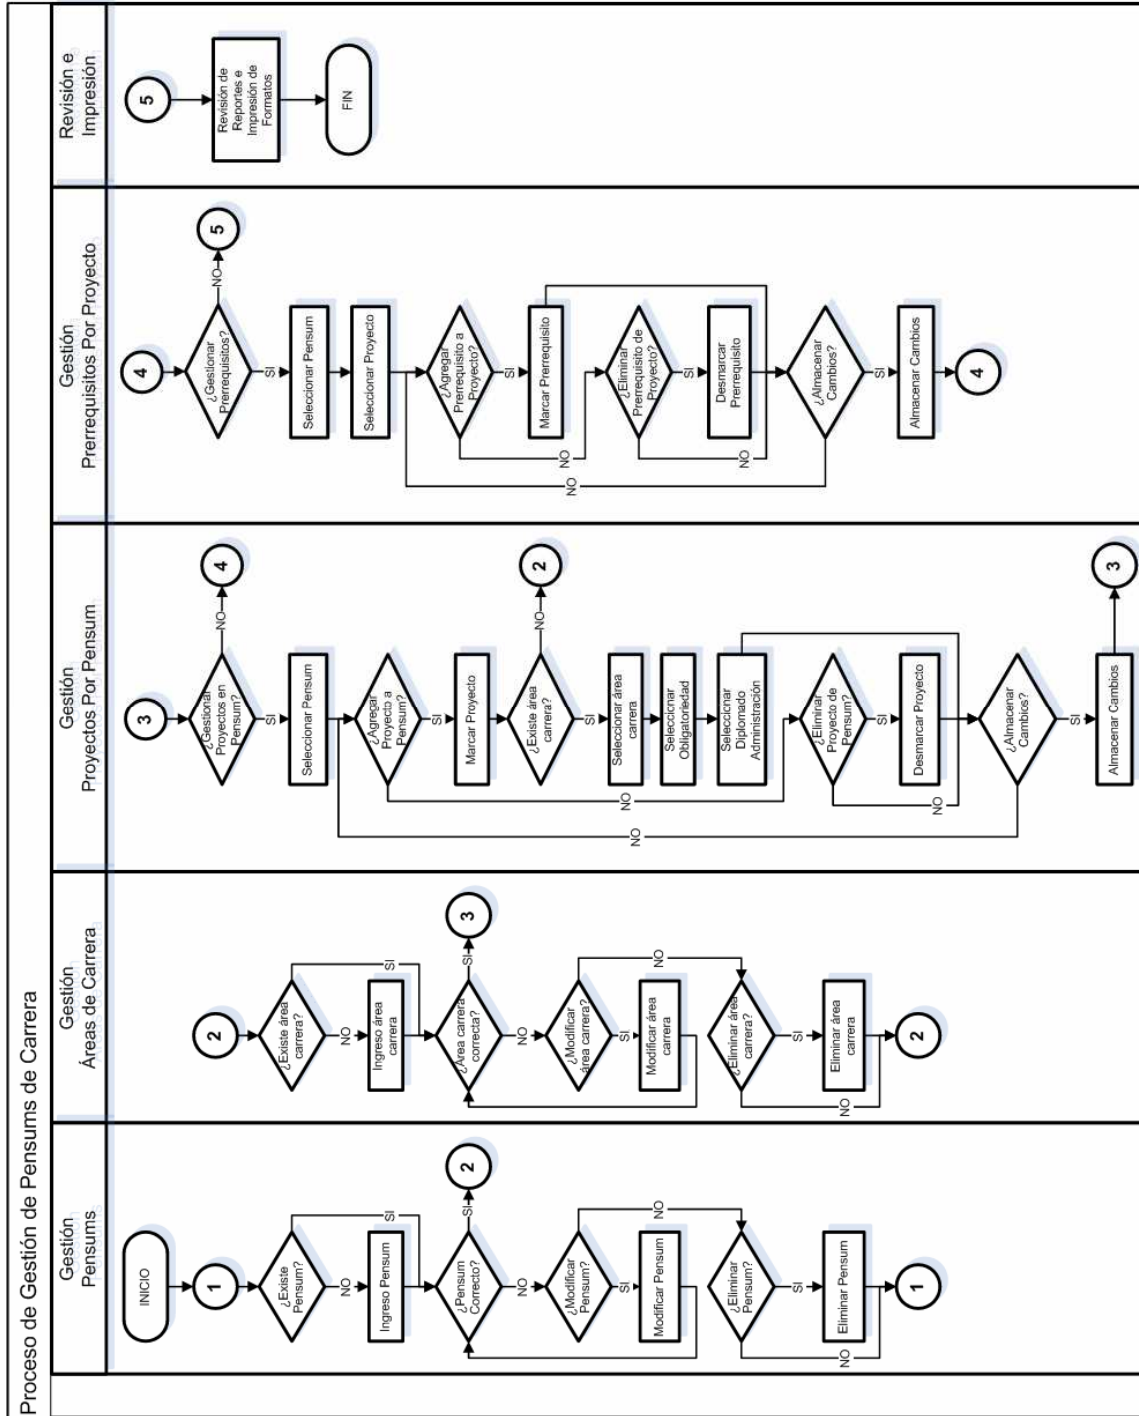 Proceso de Gestión de Pensums de Carrera
Gestión
Pensums
INICIO
1
¿Existe
Pensum?
NO
SI
Ingreso Pensum
¿Pensum
Correcto?
SI
2
NO
¿Modificar
Pensum?
NO
SI
Modificar Pensum
¿Eliminar
Pensum?
SI
NO
Eliminar Pensum
1
Gestión
Áreas de Carrera
2
¿Existe área
carrera?
NO
SI
Ingreso área
carrera
¿Área carrera
correcta?
SI
3
NO
¿Modificar
área carrera?
NO
SI
Modificar área
carrera
¿Eliminar área
carrera?
SI
NO
Eliminar área
carrera
2
Gestión
Proyectos Por Pensum
3
¿Gestionar
Proyectos en
Pensum?
NO
4
SI
Seleccionar Pensum
¿Agregar
Proyecto a
Pensum?
SI
Marcar Proyecto
¿Existe área
carrera?
NO
2
SI
Seleccionar área
carrera
Seleccionar
Obligatoriedad
Seleccionar
Diplomado
Administración
NO
¿Eliminar
Proyecto de
Pensum?
SI
Desmarcar Proyecto
NO
¿Almacenar
Cambios?
NO
SI
Almacenar Cambios
3
Gestión
Prerrequisitos Por Proyecto
4
¿Gestionar
Prerrequisitos?
NO
5
SI
Seleccionar Pensum
Seleccionar Proyecto
¿Agregar
Prerrequisito a
Proyecto?
SI
Marcar Prerrequisito
NO
¿Eliminar
Prerrequisito de
Proyecto?
SI
Desmarcar
Prerrequisito
NO
¿Almacenar
Cambios?
NO
SI
Almacenar Cambios
4
Revisión e
Impresión
5
Revisión de
Reportes e
Impresión de
Formatos
FIN